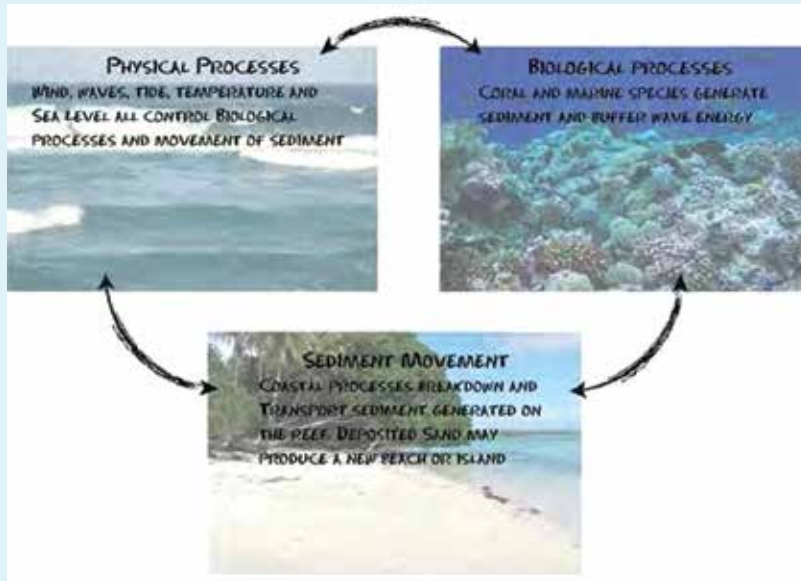 Physical Processes
Wind, waves, tide, temperature and
Sea Level all control Biological
processes and movement of sediment
Biological processes
Coral and marine species generate
sediment and buffer wave energy
Sediment Movement
Coastal processes breakdown and
Transport sediment generated on
the reef. Deposited Sand may
produce a new beach or island